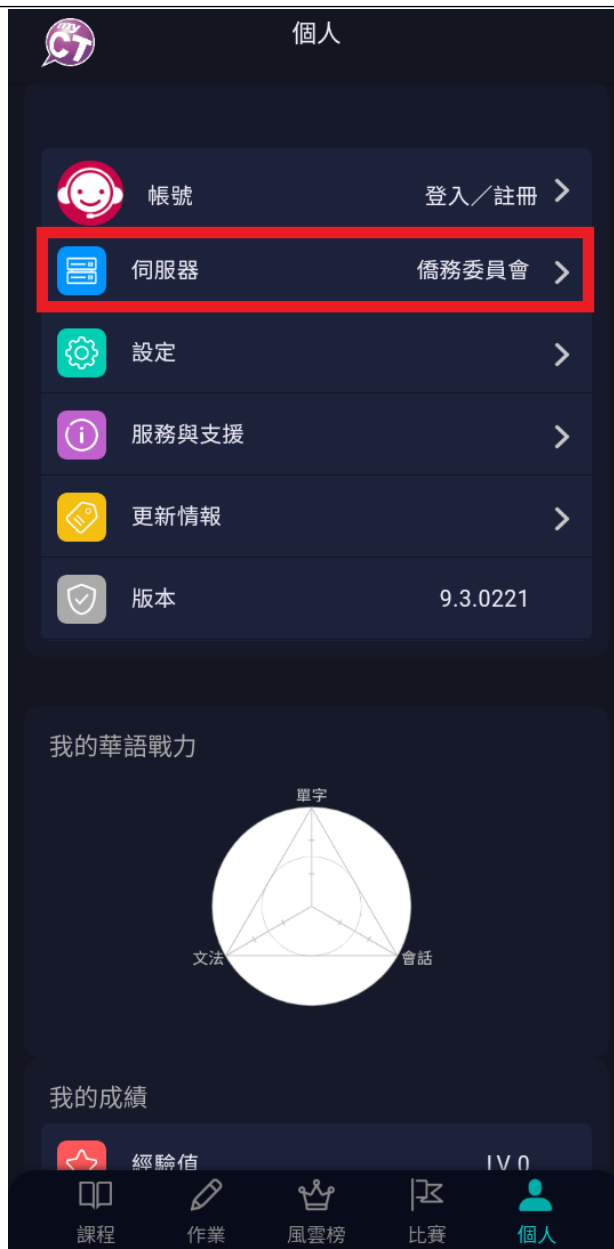 my
CT
個人
帳號 登入／註冊
伺服器 僑務委員會
設定
服務與支援
更新情報
版本 9.3.0221
我的華語戰力
單字
文法 會話
我的成績
經驗值 LV 0
課程 作業 風雲榜 比賽 個人